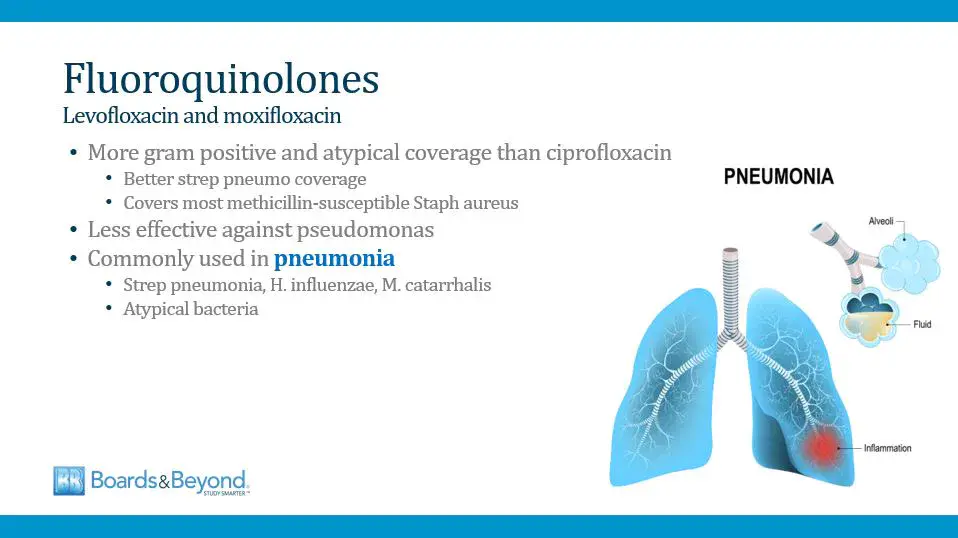 Fluoroquinolones
Levofloxacin and moxifloxacin
• More gram positive and atypical coverage than ciprofloxacin
• Better strep pneumo coverage
• Covers most methicillin-susceptible Staph aureus
• Less effective against pseudomonas
• Commonly used in pneumonia
• Strep pneumonia, H. influenzae, M. catarrhalis
• Atypical bacteria
PNEUMONIA
Alveoli
Fluid
Inflammation
BB Boards&Beyond.
STUDY SMARTER™